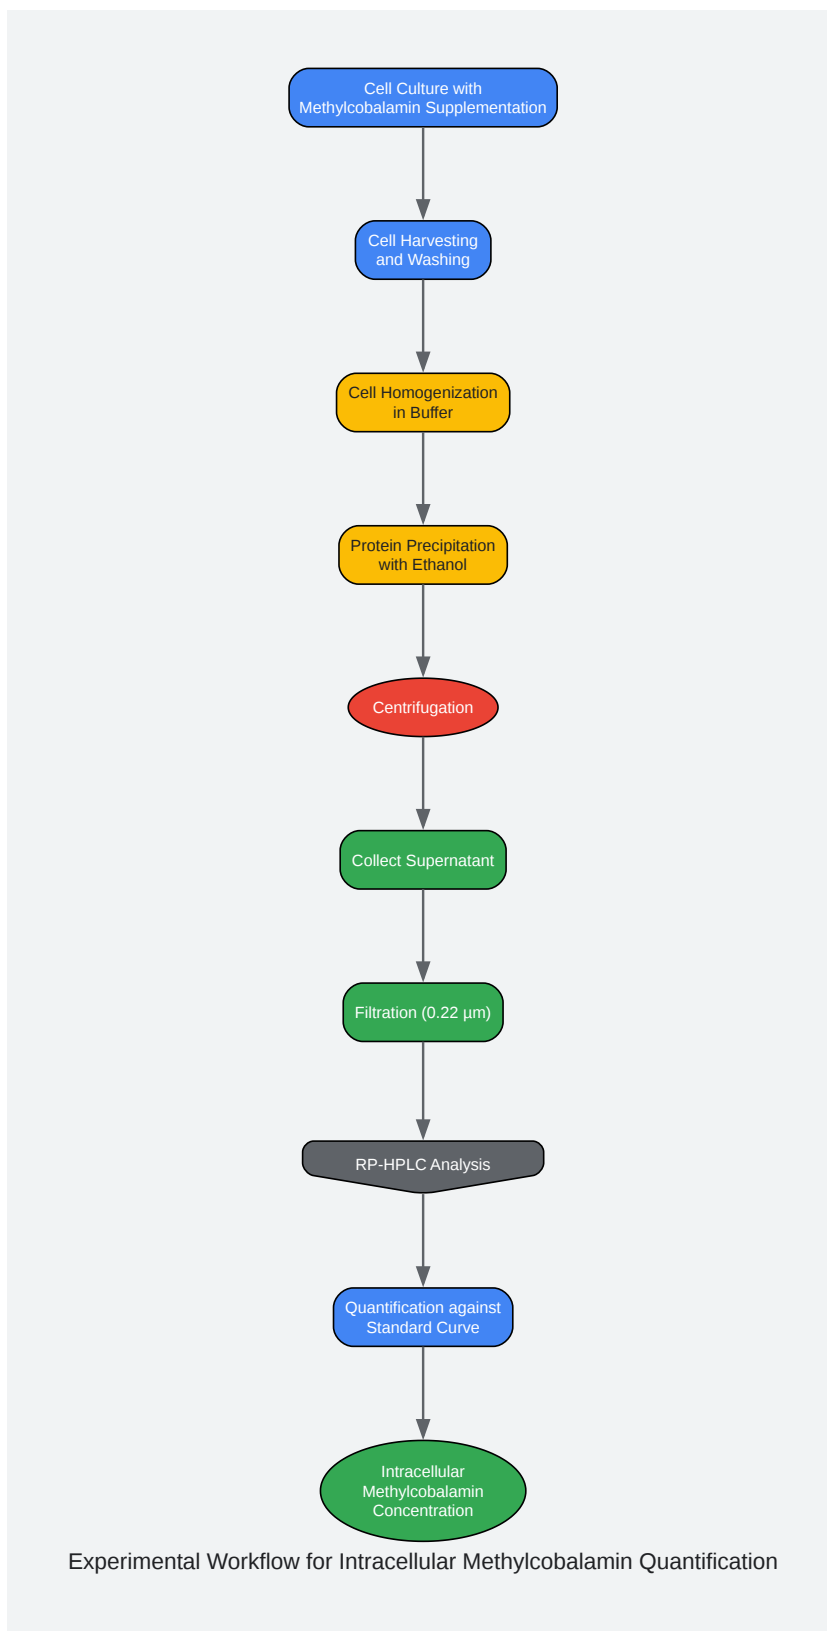 Cell Culture with
Methylcobalamin Supplementation
Cell Harvesting
and Washing
Cell Homogenization
in Buffer
Protein Precipitation
with Ethanol
Centrifugation
Collect Supernatant
Filtration (0.22 µm)
RP-HPLC Analysis
Quantification against
Standard Curve
Intracellular
Methylcobalamin
Concentration
Experimental Workflow for Intracellular Methylcobalamin Quantification